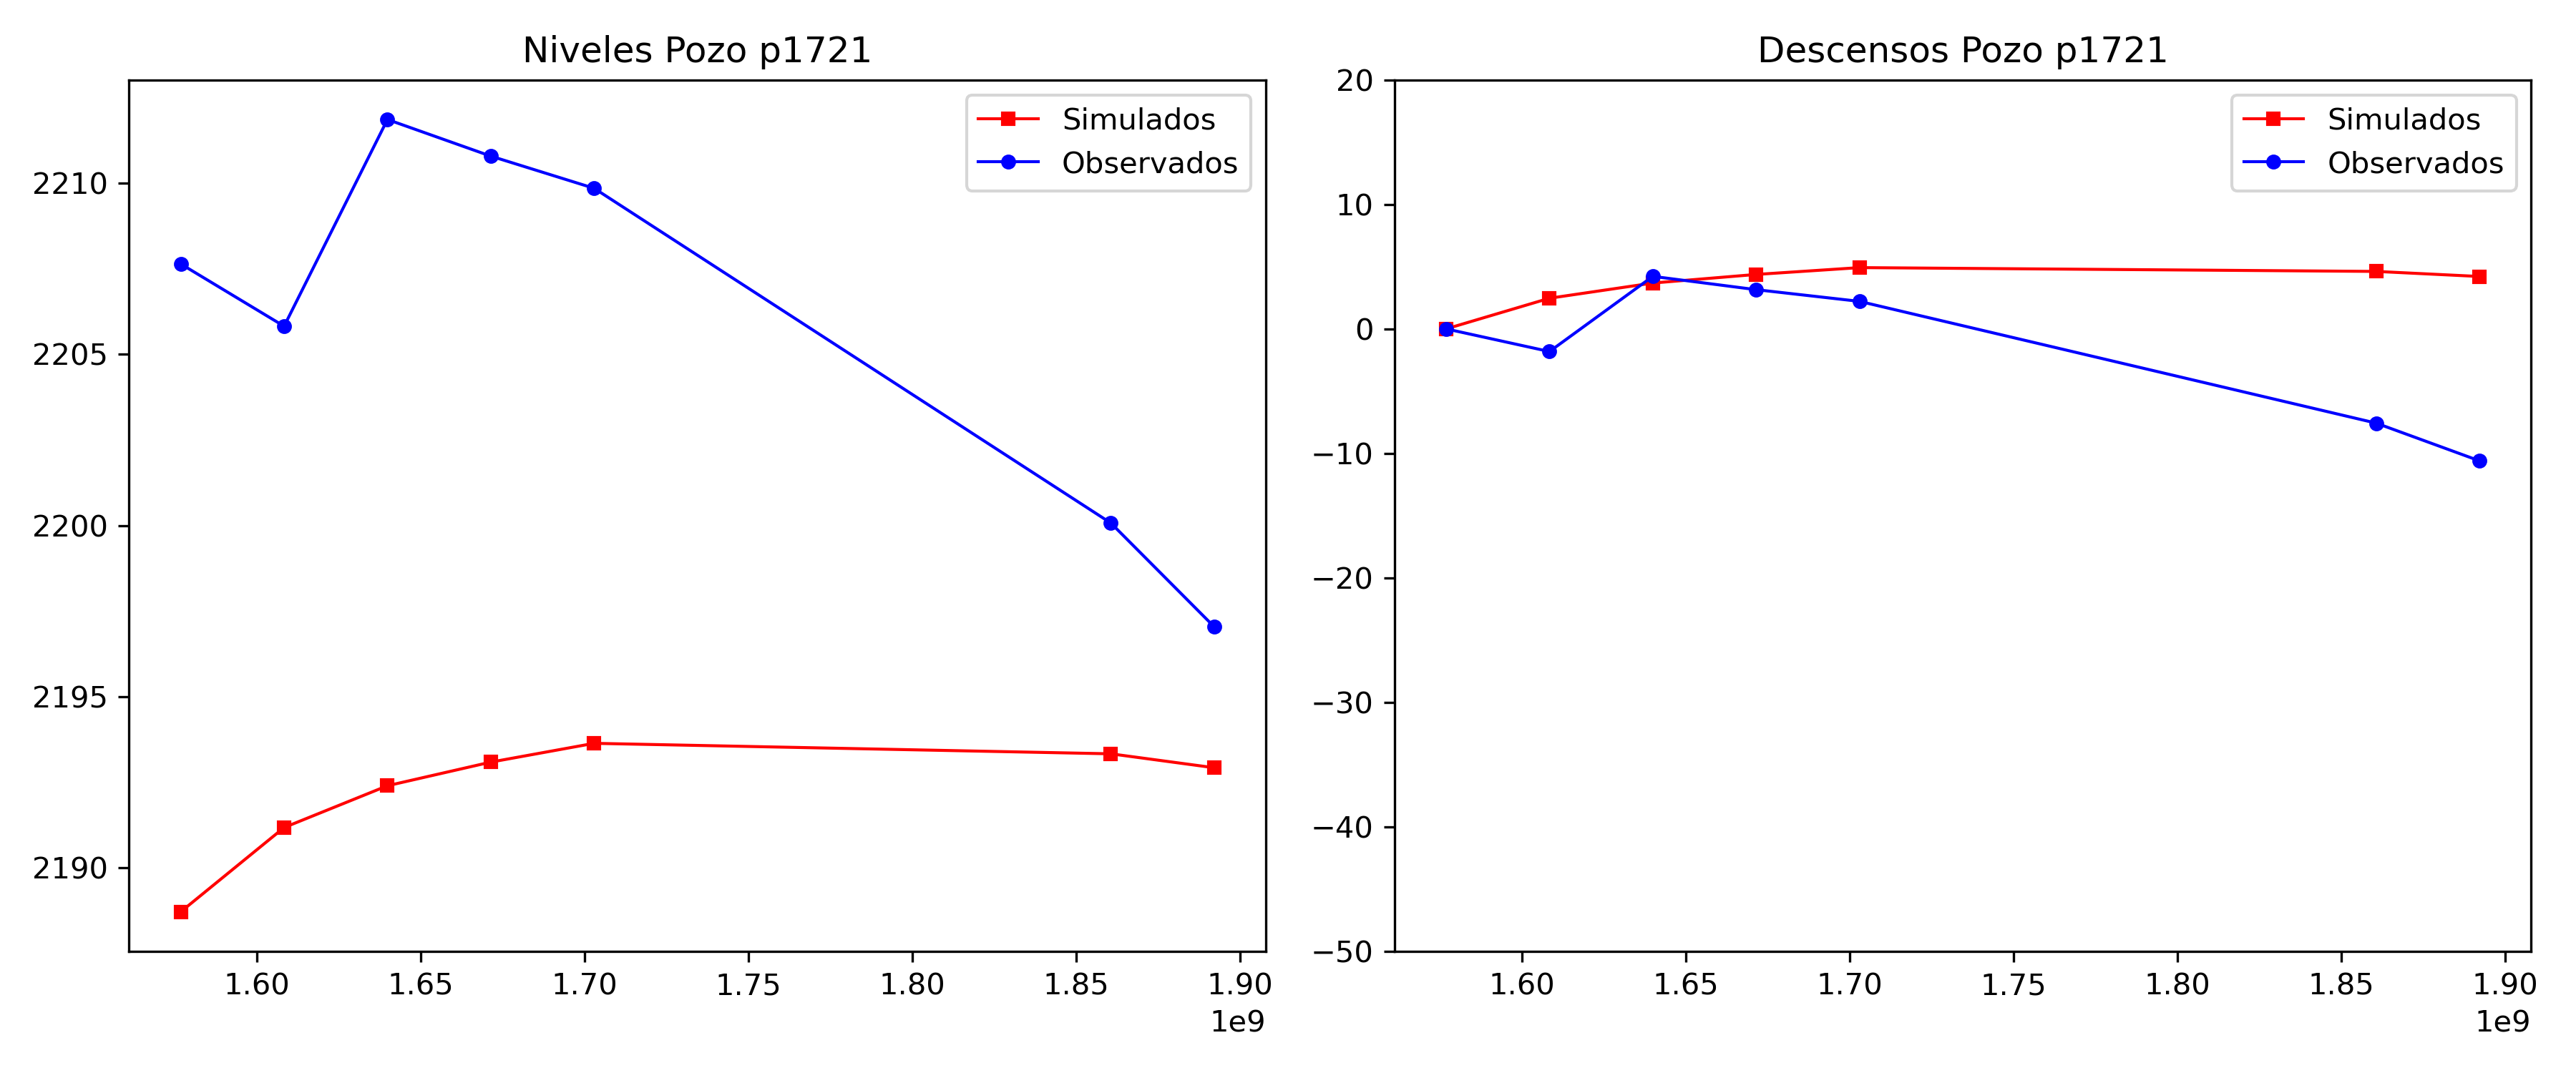 Niveles Pozo p1721
Simulados
Observados
2210
2205
2200
2195
2190
1.60 1.65 1.70 1.75 1.80 1.85 1.90
1e9
Descensos Pozo p1721
Simulados
Observados
20
10
0
−10
−20
−30
−40
−50
1.60 1.65 1.70 1.75 1.80 1.85 1.90
1e9